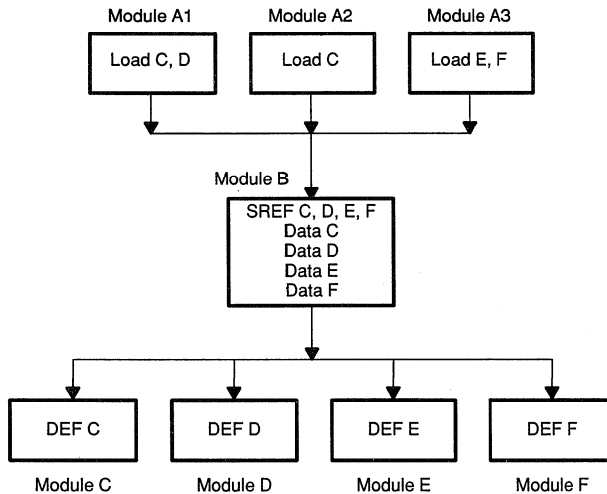 Module A1
Module A2
Module A3
Load C, D
Load C
Load E, F
Module B
SREF C, D, E, F
Data C
Data D
Data E
Data F
DEF C
DEF D
DEF E
DEF F
Module C
Module D
Module E
Module F